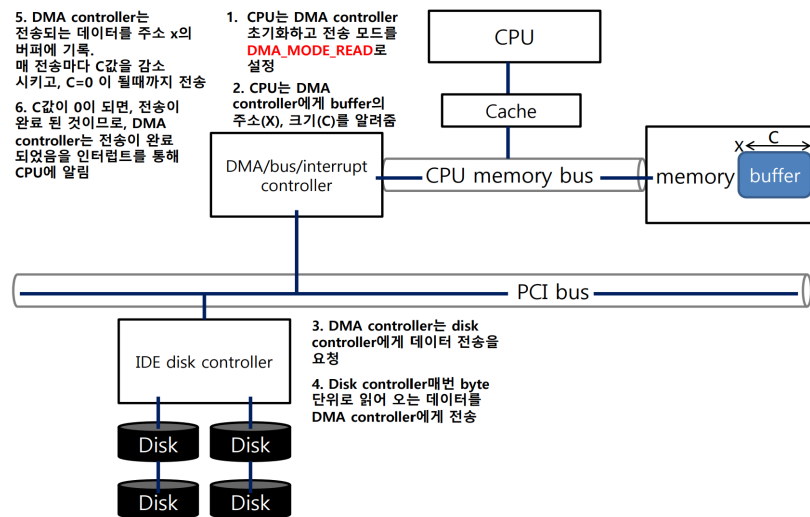 5. DMA controller는
전송되는 데이터를 주소 x의
버퍼에 기록.
매 전송마다 C값을 감소
시키고, C=0 이 될때까지 전송
6. C값이 0이 되면, 전송이
완료 된 것이므로, DMA
controller는 전송이 완료
되었음을 인터럽트를 통해
CPU에 알림
1. CPU는 DMA controller
초기화하고 전송 모드를
DMA_MODE_READ로
설정
2. CPU는 DMA
controller에게 buffer의
주소(X), 크기(C)를 알려줌
CPU
Cache
DMA/bus/interrupt
controller
CPU memory bus
X
C
memory
buffer
PCI bus
IDE disk controller
3. DMA controller는 disk
controller에게 데이터 전송을
요청
4. Disk controller매번 byte
단위로 읽어 오는 데이터를
DMA controller에게 전송
Disk
Disk
Disk
Disk